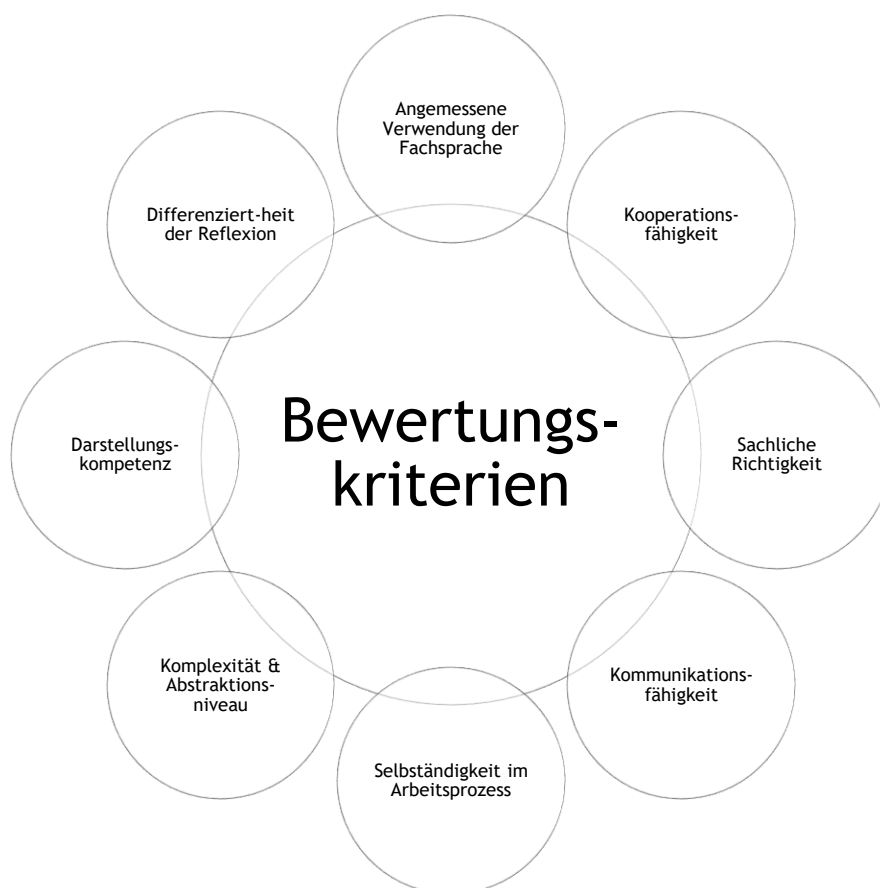 Angemessene
Verwendung der
Fachsprache
Kooperations-
fähigkeit
Sachliche
Richtigkeit
Kommunikations-
fähigkeit
Selbständigkeit im
Arbeitsprozess
Komplexität &
Abstraktions-
niveau
Darstellungs-
kompetenz
Differenziert-heit
der Reflexion
Bewertungs-
kriterien